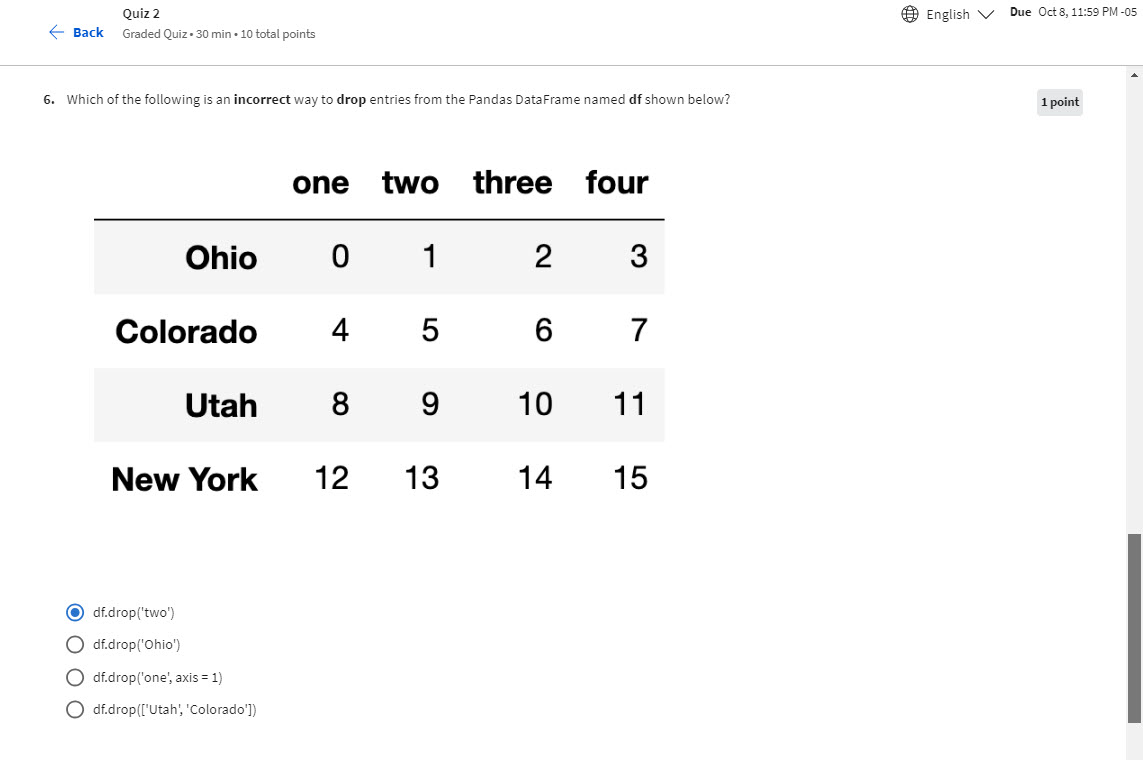 Quiz 2
Back
Graded Quiz • 30 min • 10 total points
English
Due Oct 8, 11:59 PM -05
6. Which of the following is an incorrect way to drop entries from the Pandas DataFrame named df shown below?
1 point
one two three four
Ohio 0 1 2 3
Colorado 4 5 6 7
Utah 8 9 10 11
New York 12 13 14 15
df.drop('two')
df.drop('Ohio')
df.drop('one', axis = 1)
df.drop(['Utah', 'Colorado'])